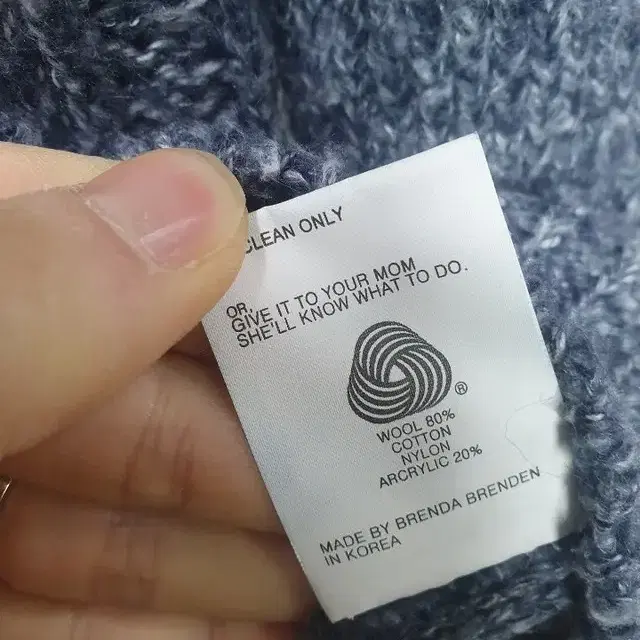 CLEAN ONLY
OR,
GIVE IT TO YOUR MOM
SHE'LL KNOW WHAT TO DO.
®
WOOL 80%
COTTON
NYLON
ARCRYLIC 20%
MADE BY BRENDA BRENDEN
IN KOREA